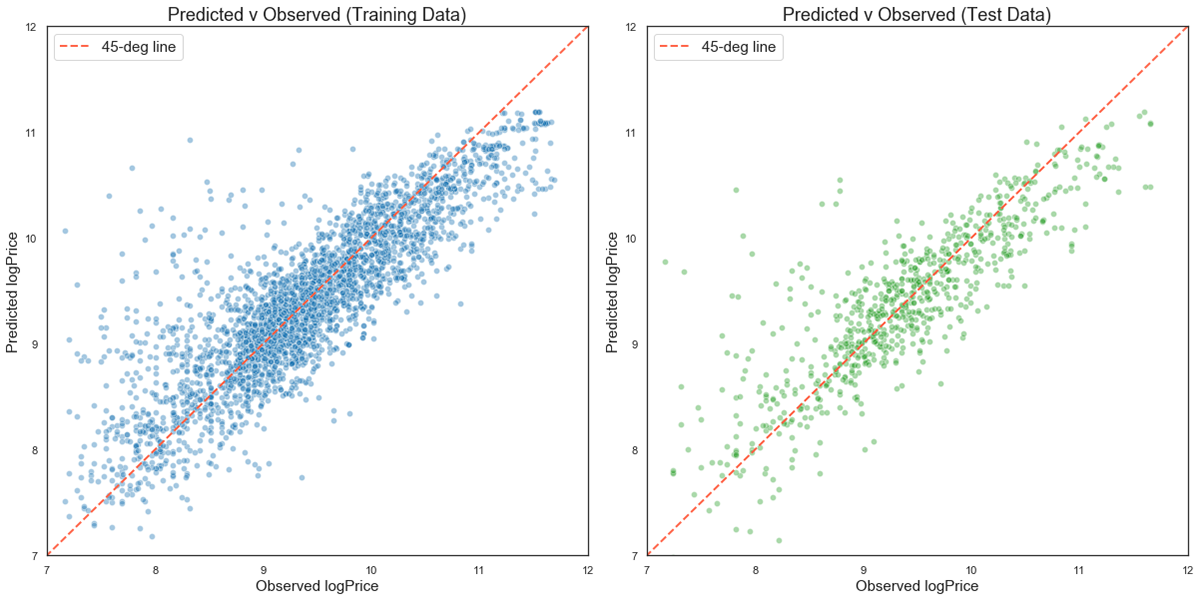 Predicted v Observed (Training Data)
12
11
10
9
8
7
Predicted logPrice
45-deg line
7 8 9 10 11 12
Observed logPrice
Predicted v Observed (Test Data)
12
11
10
9
8
7
Predicted logPrice
45-deg line
7 8 9 10 11 12
Observed logPrice